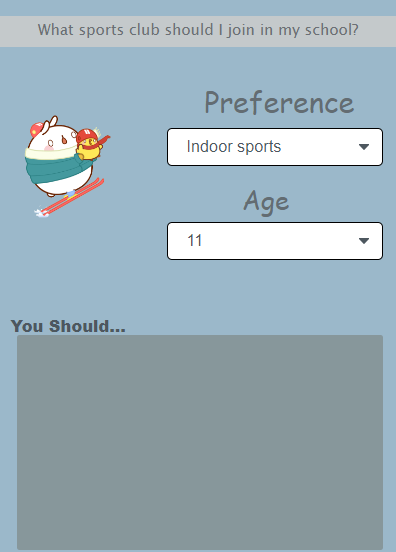 What sports club should I join in my school?
Preference
Indoor sports
Age
11
You Should...